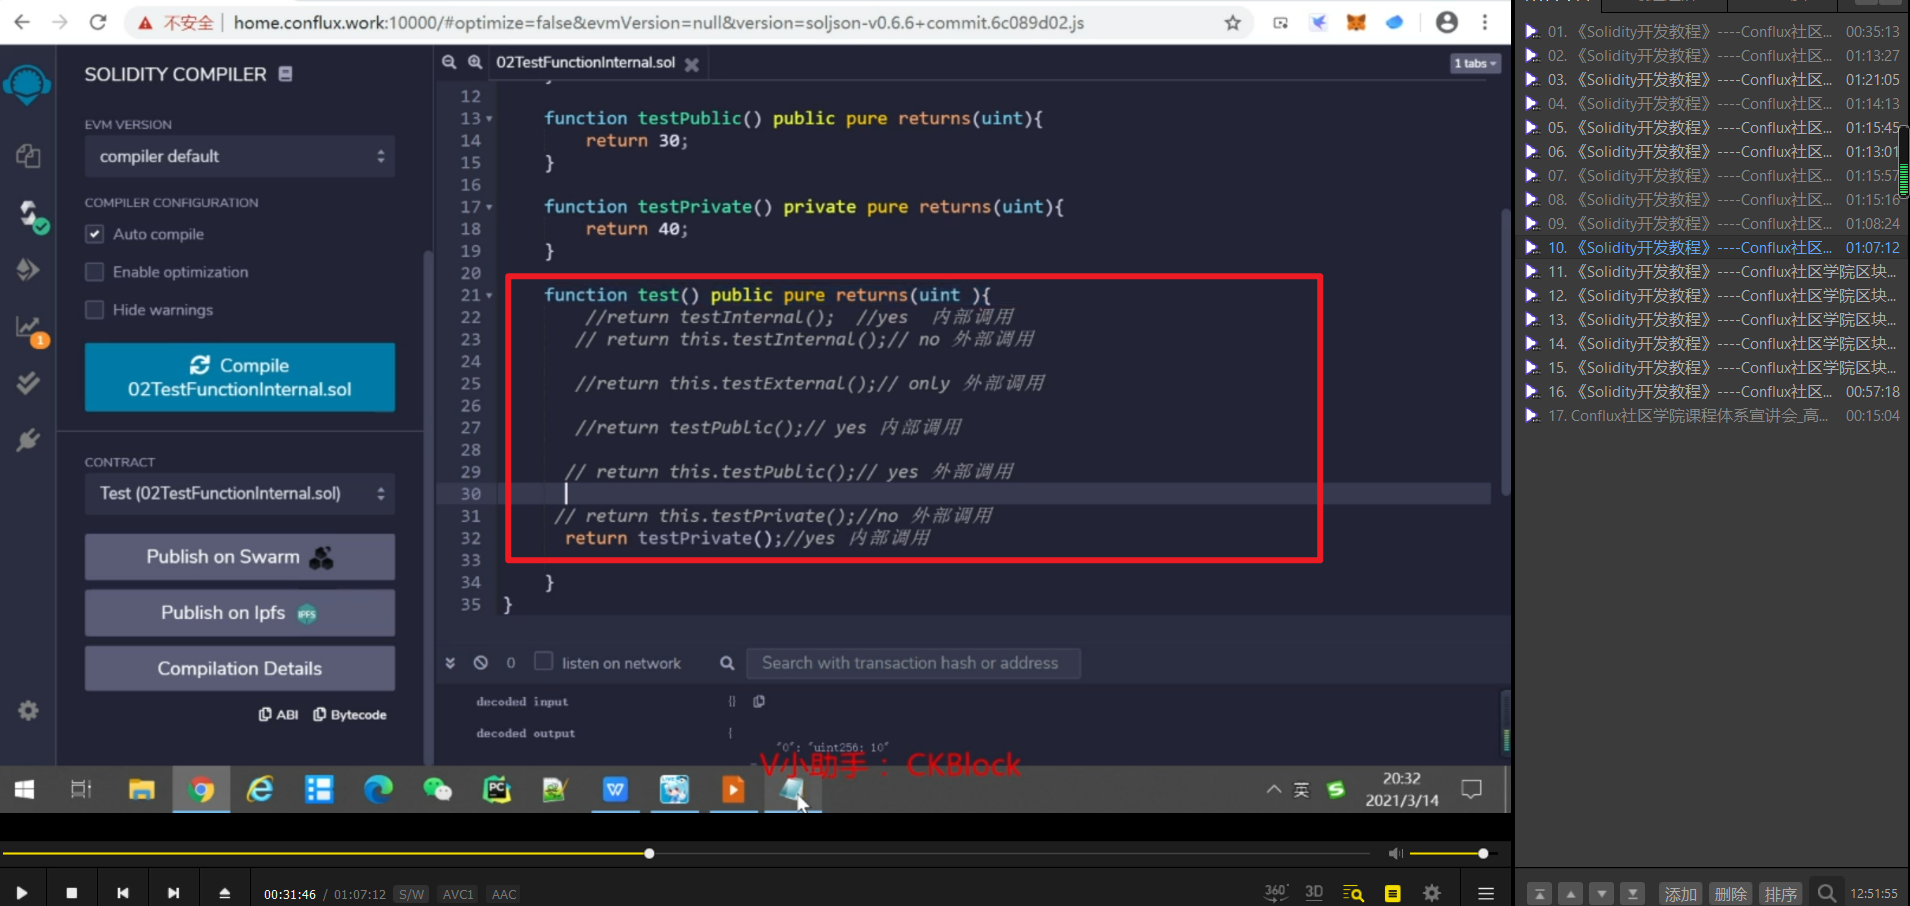 不安全 home.conflux.work:10000/#optimize=false&evmVersion=null&version=soljson-v0.6.6+commit.6c089d02.js
SOLIDITY COMPILER
EVM VERSION
compiler default
COMPILER CONFIGURATION
Auto compile
Enable optimization
Hide warnings
1
Compile
02TestFunctionInternal.sol
CONTRACT
Test (02TestFunctionInternal.sol)
Publish on Swarm
Publish on Ipfs IPFS
Compilation Details
ABI Bytecode
02TestFunctionInternal.sol
1 tabs
12
13 function testPublic() public pure returns(uint){
14 return 30;
15 }
16
17 function testPrivate() private pure returns(uint){
18 return 40;
19 }
20
21 function test() public pure returns(uint ){
22 //return testInternal(); //yes 内部调用
23 // return this.testInternal();// no 外部调用
24
25 //return this.testExternal();// only 外部调用
26
27 //return testPublic();// yes 内部调用
28
29 // return this.testPublic();// yes 外部调用
30
31 // return this.testPrivate();//no 外部调用
32 return testPrivate();//yes 内部调用
33
34 }
35 }
0 listen on network Search with transaction hash or address
decoded input {}
decoded output {
"0": "uint256: 10"
V小助手： CKBlock
英
20:32
2021/3/14
00:31:46 / 01:07:12 S/W AVC1 AAC
360° 3D
01. 《Solidity开发教程》----Conflux社区... 00:35:13
02. 《Solidity开发教程》----Conflux社区... 01:13:27
03. 《Solidity开发教程》----Conflux社区... 01:21:05
04. 《Solidity开发教程》----Conflux社区... 01:14:13
05. 《Solidity开发教程》----Conflux社区... 01:15:45
06. 《Solidity开发教程》----Conflux社区... 01:13:01
07. 《Solidity开发教程》----Conflux社区... 01:15:57
08. 《Solidity开发教程》----Conflux社区... 01:15:16
09. 《Solidity开发教程》----Conflux社区... 01:08:24
10. 《Solidity开发教程》----Conflux社区... 01:07:12
11. 《Solidity开发教程》----Conflux社区学院区块...
12. 《Solidity开发教程》----Conflux社区学院区块...
13. 《Solidity开发教程》----Conflux社区学院区块...
14. 《Solidity开发教程》----Conflux社区学院区块...
15. 《Solidity开发教程》----Conflux社区学院区块...
16. 《Solidity开发教程》----Conflux社区... 00:57:18
17. Conflux社区学院课程体系宣讲会_高... 00:15:04
添加 删除 排序 12:51:55